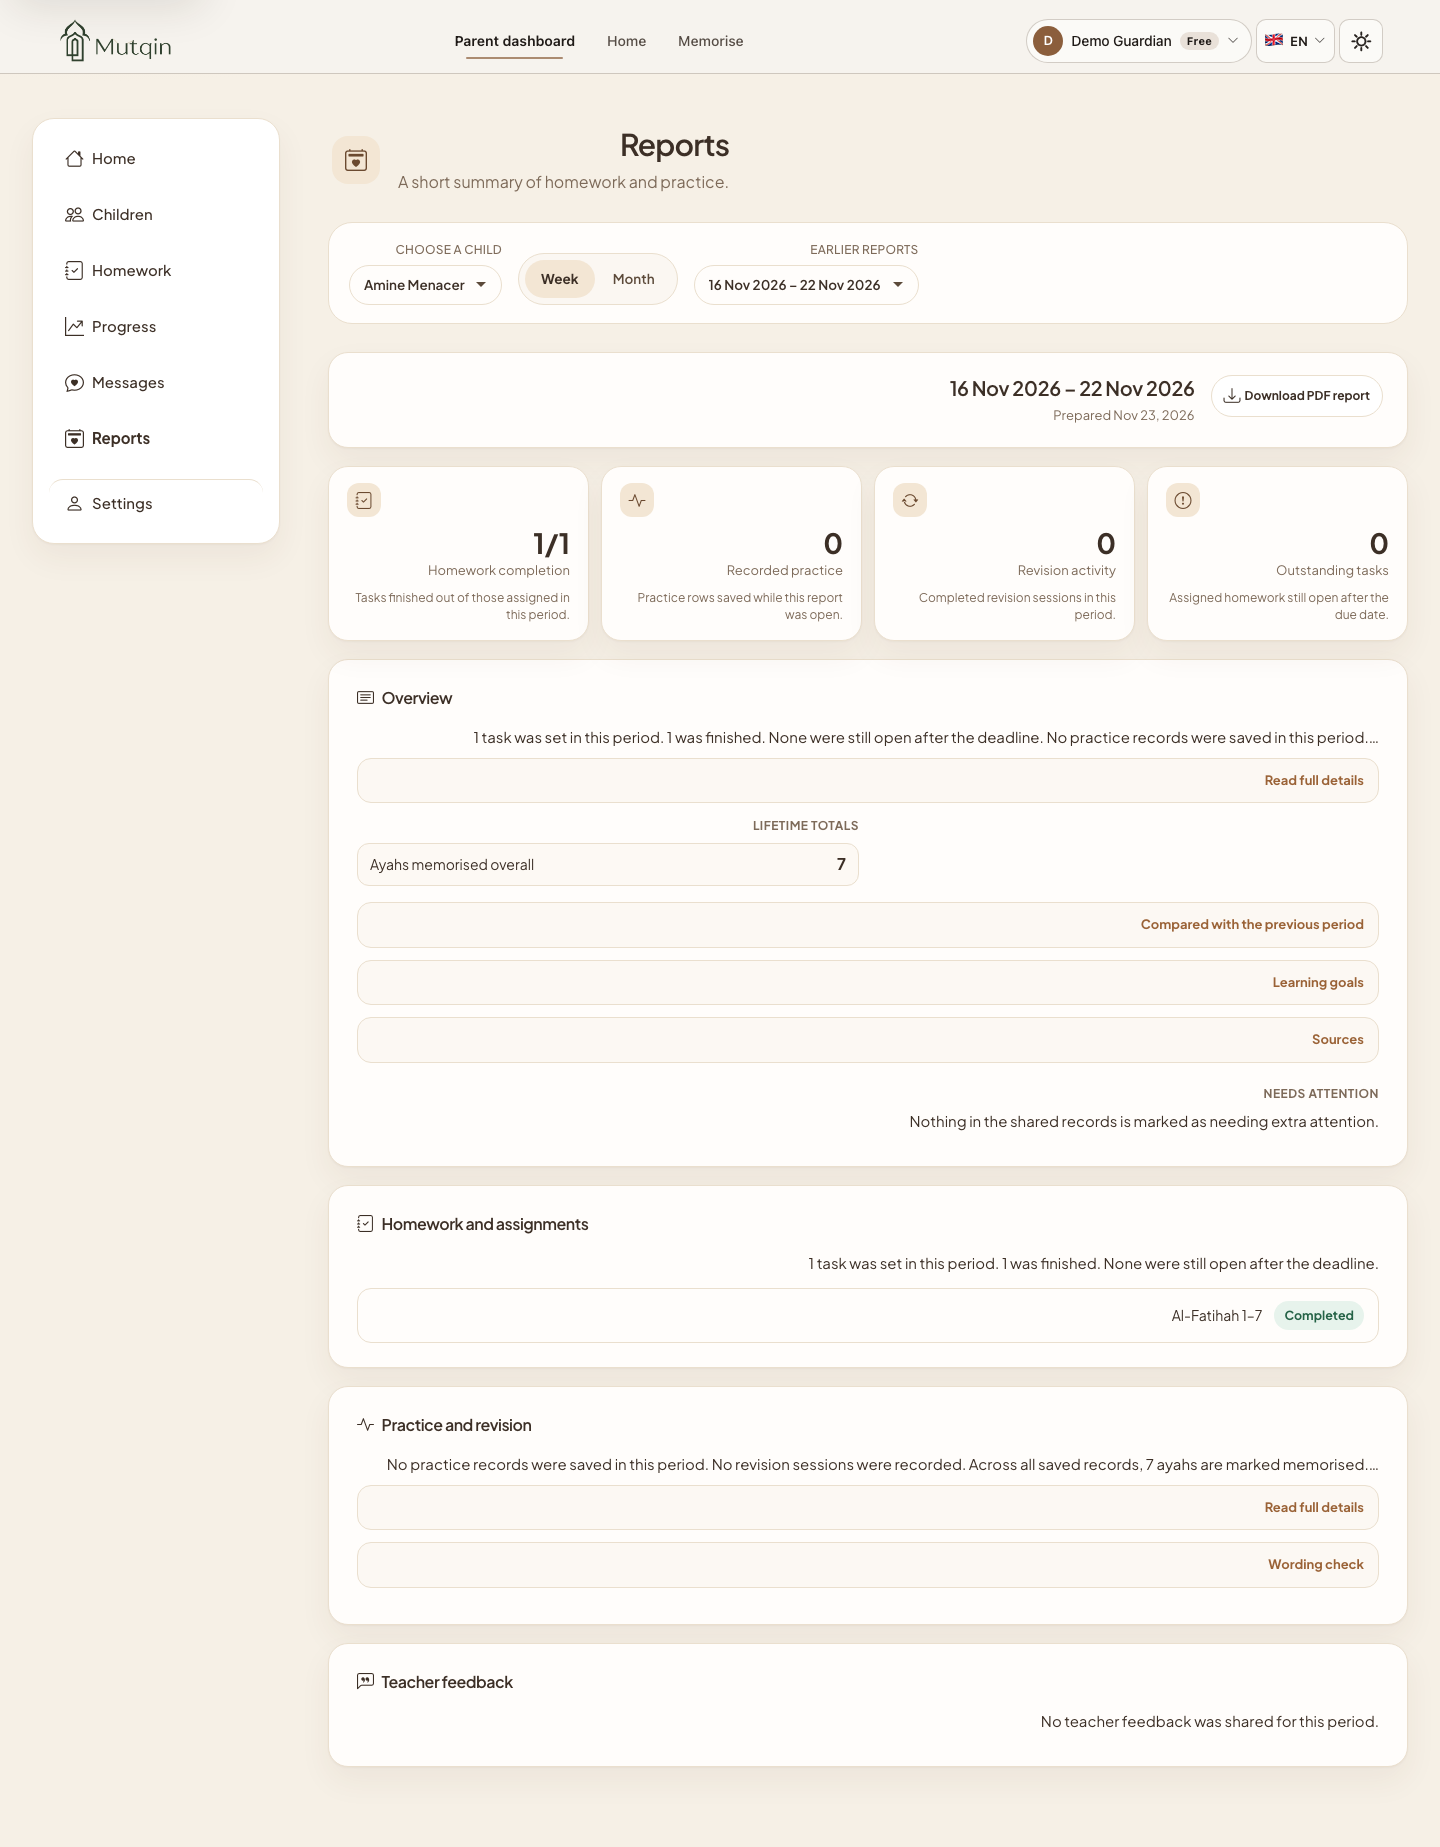 Mutqin
Parent dashboard
Home
Memorise
D
Demo Guardian
Free
EN
Home
Children
Homework
Progress
Messages
Reports
Settings
Reports
A short summary of homework and practice.
CHOOSE A CHILD
Amine Menacer
Week
Month
EARLIER REPORTS
16 Nov 2026 – 22 Nov 2026
16 Nov 2026 – 22 Nov 2026
Prepared Nov 23, 2026
Download PDF report
1/1
Homework completion
Tasks finished out of those assigned in
this period.
0
Recorded practice
Practice rows saved while this report
was open.
0
Revision activity
Completed revision sessions in this
period.
0
Outstanding tasks
Assigned homework still open after the
due date.
Overview
1 task was set in this period. 1 was finished. None were still open after the deadline. No practice records were saved in this period.…
Read full details
LIFETIME TOTALS
Ayahs memorised overall
7
Compared with the previous period
Learning goals
Sources
NEEDS ATTENTION
Nothing in the shared records is marked as needing extra attention.
Homework and assignments
1 task was set in this period. 1 was finished. None were still open after the deadline.
Al-Fatihah 1–7
Completed
Practice and revision
No practice records were saved in this period. No revision sessions were recorded. Across all saved records, 7 ayahs are marked memorised.…
Read full details
Wording check
Teacher feedback
No teacher feedback was shared for this period.